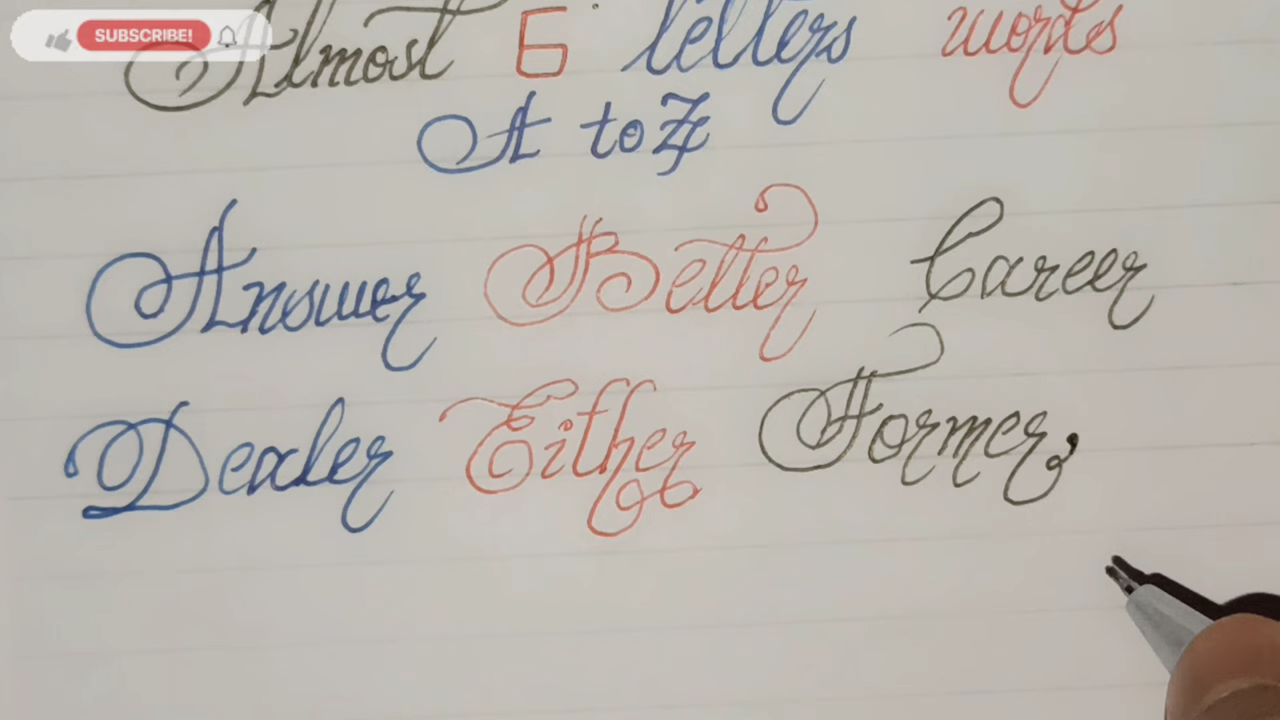 SUBSCRIBE!
Almost 6 letters words
A to Z
Answer Better Career
Dealer Either Former,